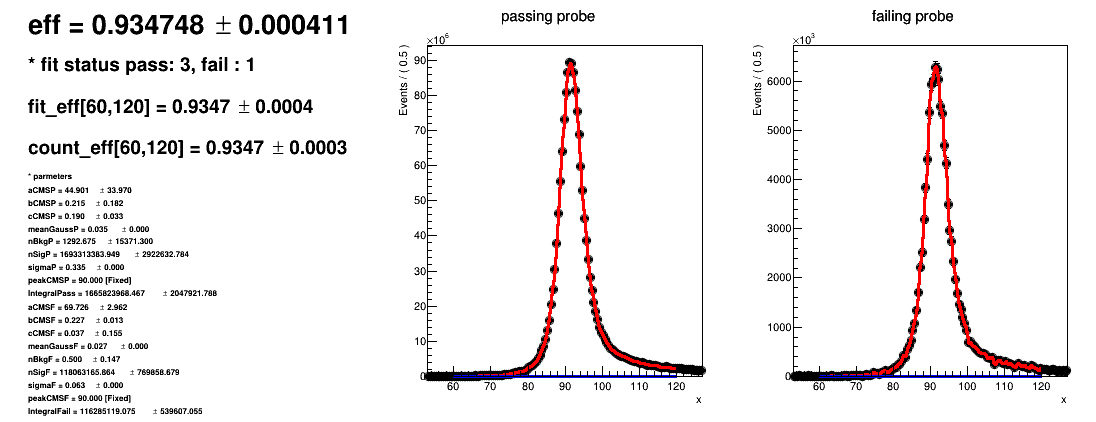 eff = 0.934748 ± 0.000411
* fit status pass: 3, fail : 1
fit_eff[60,120] = 0.9347 ± 0.0004
count_eff[60,120] = 0.9347 ± 0.0003
* parmeters
aCMSP = 44.901 ± 33.970
bCMSP = 0.215 ± 0.182
cCMSP = 0.190 ± 0.033
meanGaussP = 0.035 ± 0.000
nBkgP = 1292.675 ± 15371.300
nSigP = 1693313383.949 ± 2922632.784
sigmaP = 0.335 ± 0.000
peakCMSP = 90.000 [Fixed]
IntegralPass = 1665823968.467 ± 2047921.788
aCMSF = 69.726 ± 2.962
bCMSF = 0.227 ± 0.013
cCMSF = 0.037 ± 0.155
meanGaussF = 0.027 ± 0.000
nBkgF = 0.500 ± 0.147
nSigF = 118063165.864 ± 769858.679
sigmaF = 0.063 ± 0.000
peakCMSF = 90.000 [Fixed]
IntegralFail = 116285119.075 ± 539607.055
passing probe
×10⁶
Events / ( 0.5 )
90
80
70
60
50
40
30
20
10
0
60 70 80 90 100 110 120
x
failing probe
×10³
Events / ( 0.5 )
6000
5000
4000
3000
2000
1000
0
60 70 80 90 100 110 120
x